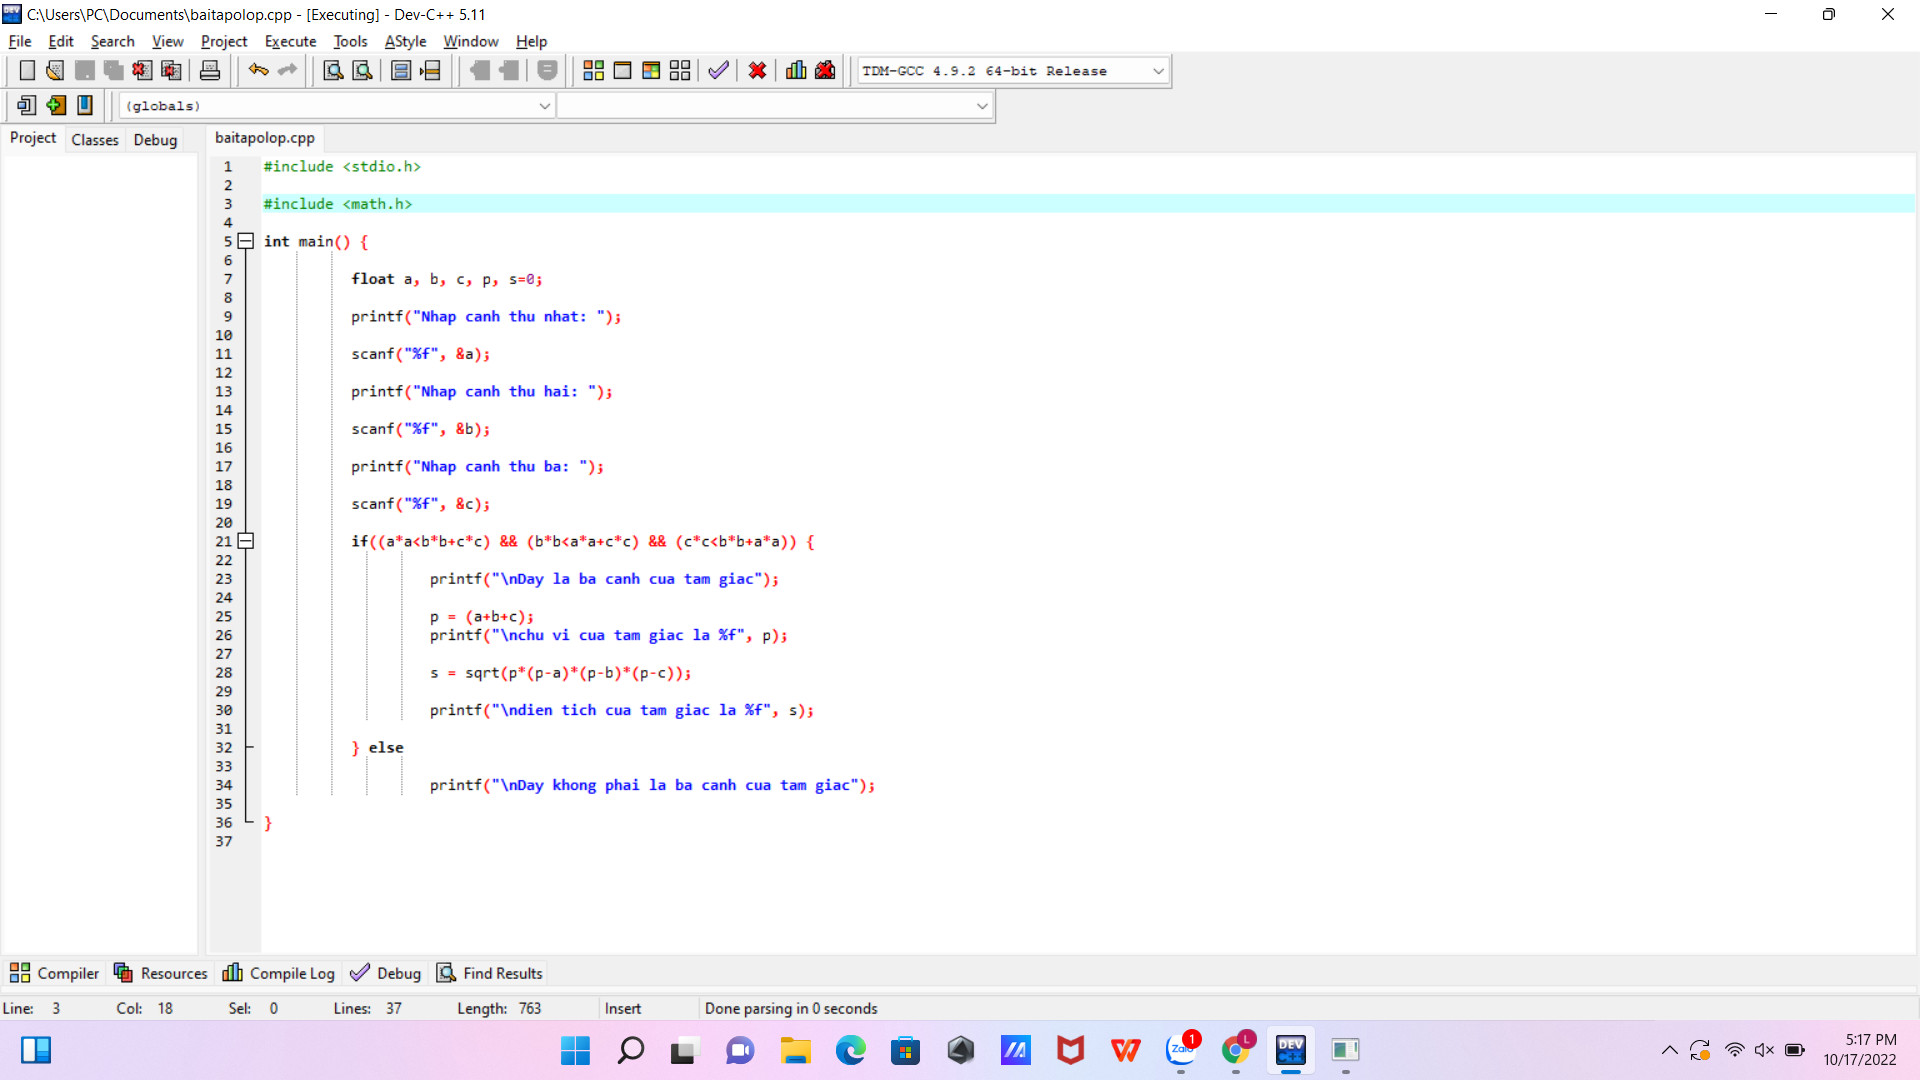 C:\Users\PC\Documents\baitapolop.cpp - [Executing] - Dev-C++ 5.11
File Edit Search View Project Execute Tools AStyle Window Help
TDM-GCC 4.9.2 64-bit Release
(globals)
Project Classes Debug
baitapolop.cpp
1 #include <stdio.h>
2
3 #include <math.h>
4
5 int main() {
6
7 float a, b, c, p, s=0;
8
9 printf("Nhap canh thu nhat: ");
10
11 scanf("%f", &a);
12
13 printf("Nhap canh thu hai: ");
14
15 scanf("%f", &b);
16
17 printf("Nhap canh thu ba: ");
18
19 scanf("%f", &c);
20
21 if((a*a<b*b+c*c) && (b*b<a*a+c*c) && (c*c<b*b+a*a)) {
22
23 printf("\nDay la ba canh cua tam giac");
24
25 p = (a+b+c);
26 printf("\nchu vi cua tam giac la %f", p);
27
28 s = sqrt(p*(p-a)*(p-b)*(p-c));
29
30 printf("\ndien tich cua tam giac la %f", s);
31
32 } else
33
34 printf("\nDay khong phai la ba canh cua tam giac");
35
36 }
37
Compiler Resources Compile Log Debug Find Results
Line: 3 Col: 18 Sel: 0 Lines: 37 Length: 763 Insert Done parsing in 0 seconds
Zalo 1 L DEV C++
5:17 PM
10/17/2022